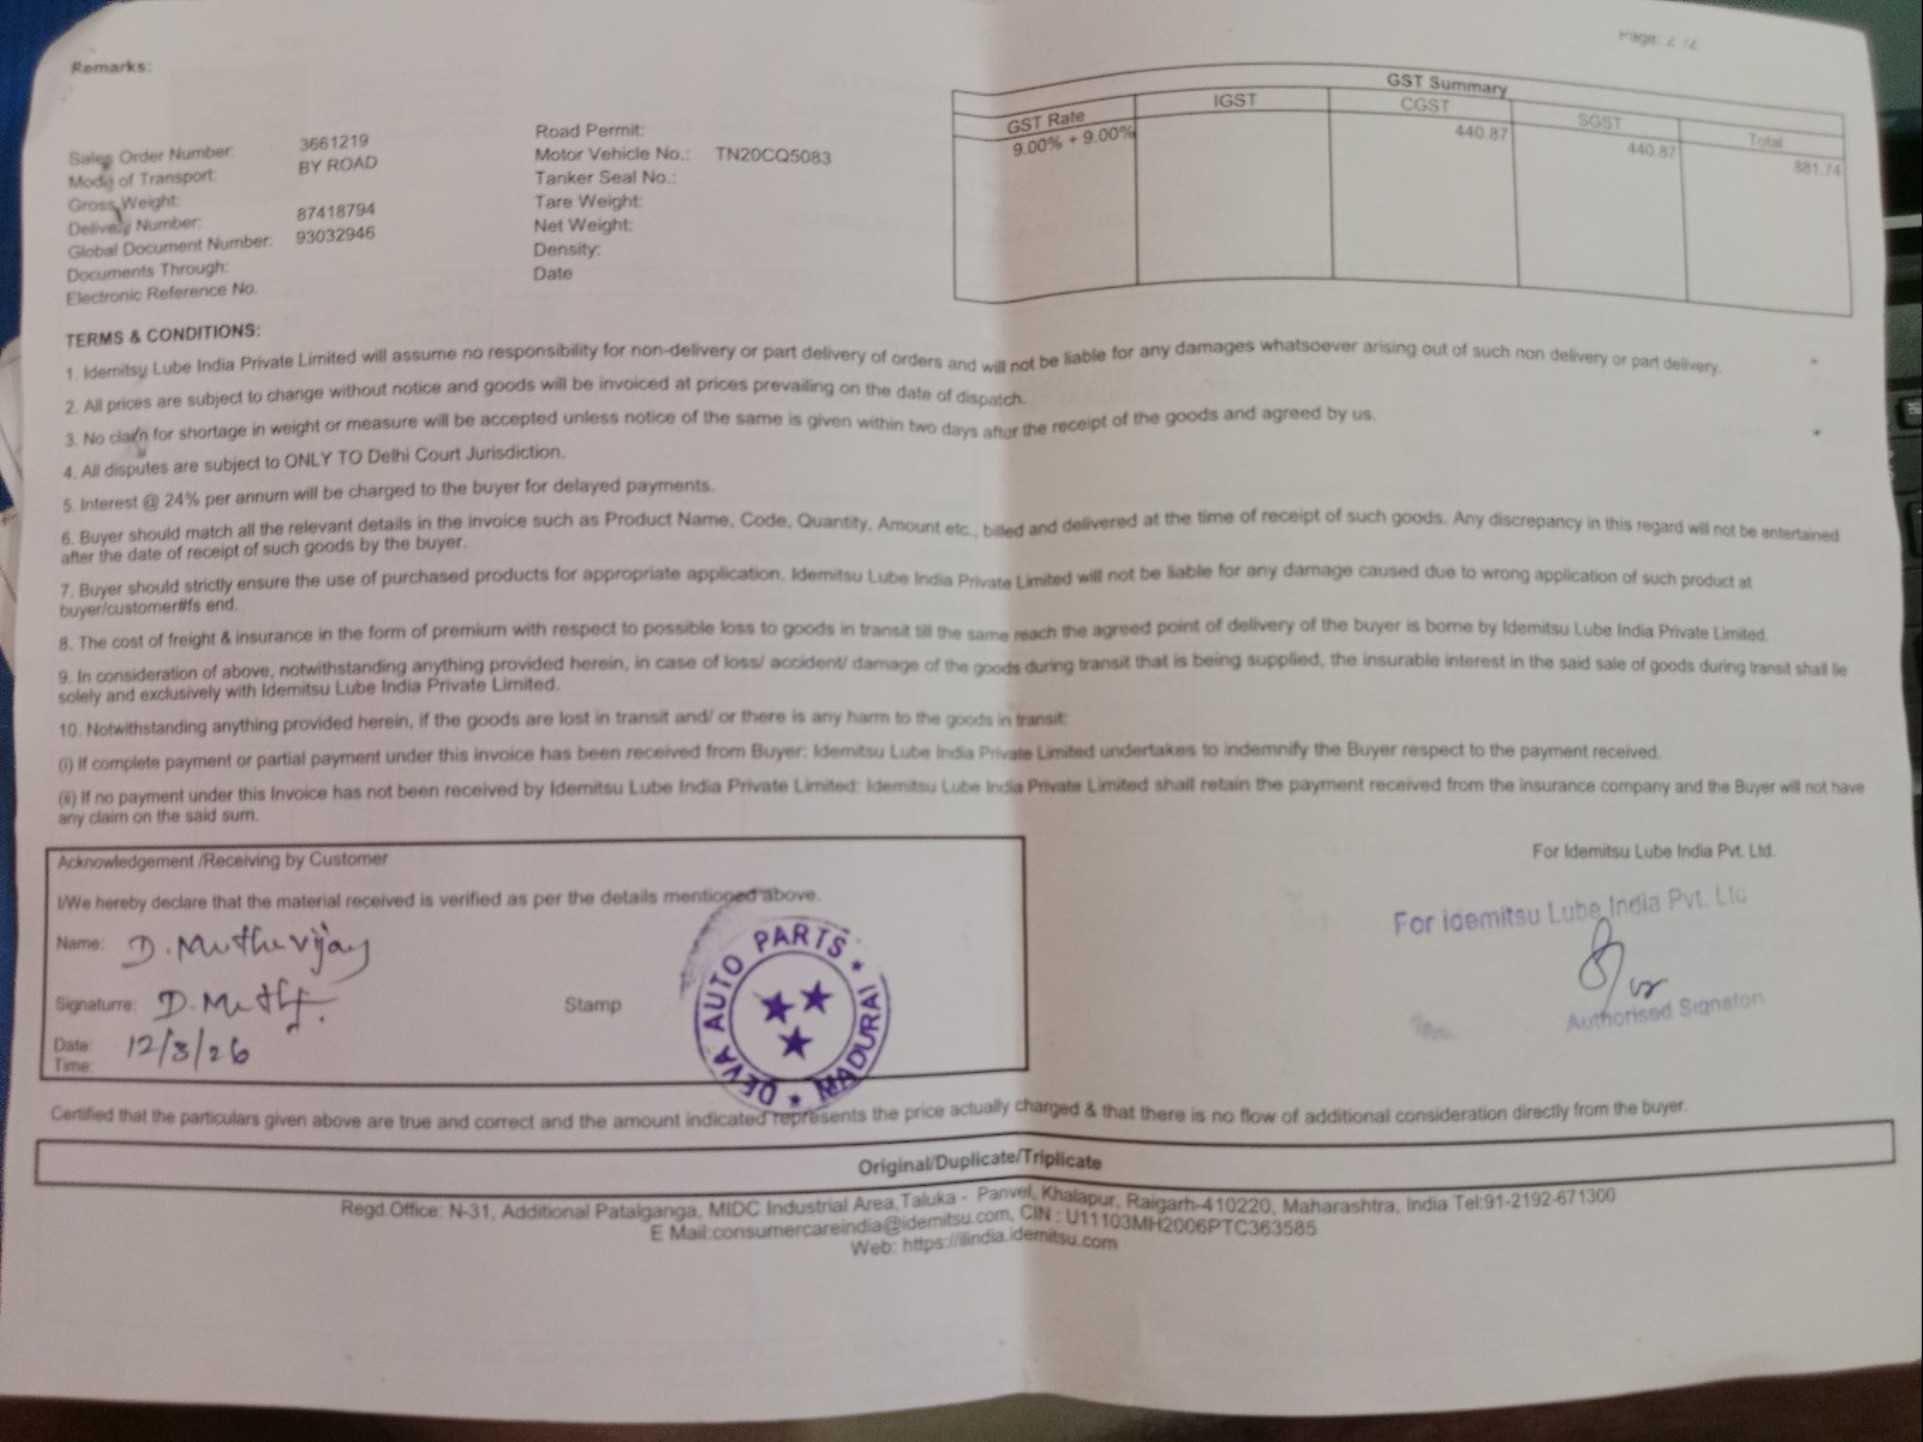 Page: 2 /2
Remarks:
Sales Order Number: 3661219
Mode of Transport: BY ROAD
Gross Weight:
Delivery Number: 87418794
Global Document Number: 93032946
Documents Through:
Electronic Reference No.
Road Permit:
Motor Vehicle No.: TN20CQ5083
Tanker Seal No.:
Tare Weight:
Net Weight:
Density:
Date
GST Summary
GST Rate IGST CGST SGST Total
9.00% + 9.00% 440.87 440.87 881.74
TERMS & CONDITIONS:
1. Idemitsu Lube India Private Limited will assume no responsibility for non-delivery or part delivery of orders and will not be liable for any damages whatsoever arising out of such non delivery or part delivery.
2. All prices are subject to change without notice and goods will be invoiced at prices prevailing on the date of dispatch.
3. No claim for shortage in weight or measure will be accepted unless notice of the same is given within two days after the receipt of the goods and agreed by us.
4. All disputes are subject to ONLY TO Delhi Court Jurisdiction.
5. Interest @ 24% per annum will be charged to the buyer for delayed payments.
6. Buyer should match all the relevant details in the invoice such as Product Name, Code, Quantity, Amount etc., billed and delivered at the time of receipt of such goods. Any discrepancy in this regard will not be entertained
after the date of receipt of such goods by the buyer.
7. Buyer should strictly ensure the use of purchased products for appropriate application. Idemitsu Lube India Private Limited will not be liable for any damage caused due to wrong application of such product at
buyer/customer#fs end.
8. The cost of freight & insurance in the form of premium with respect to possible loss to goods in transit till the same reach the agreed point of delivery of the buyer is borne by Idemitsu Lube India Private Limited.
9. In consideration of above, notwithstanding anything provided herein, in case of loss/ accident/ damage of the goods during transit that is being supplied, the insurable interest in the said sale of goods during transit shall lie
solely and exclusively with Idemitsu Lube India Private Limited.
10. Notwithstanding anything provided herein, if the goods are lost in transit and/ or there is any harm to the goods in transit:
(i) If complete payment or partial payment under this invoice has been received from Buyer: Idemitsu Lube India Private Limited undertakes to indemnify the Buyer respect to the payment received.
(ii) If no payment under this Invoice has not been received by Idemitsu Lube India Private Limited: Idemitsu Lube India Private Limited shall retain the payment received from the insurance company and the Buyer will not have
any claim on the said sum.
Acknowledgement /Receiving by Customer
I/We hereby declare that the material received is verified as per the details mentioned above.
Name: D. Muthuvijay
Signaturre: D. Muth
Stamp
Date: 12/3/26
Time:
DEVA AUTO PARTS * MADURAI *
For Idemitsu Lube India Pvt. Ltd.
For Idemitsu Lube India Pvt. Ltd
Authorised Signator
Certified that the particulars given above are true and correct and the amount indicated represents the price actually charged & that there is no flow of additional consideration directly from the buyer.
Original/Duplicate/Triplicate
Regd.Office: N-31, Additional Patalganga, MIDC Industrial Area,Taluka - Panvel, Khalapur, Raigarh-410220, Maharashtra, India Tel:91-2192-671300
E Mail:consumercareindia@idemitsu.com, CIN : U11103MH2006PTC363585
Web: https://ilindia.idemitsu.com